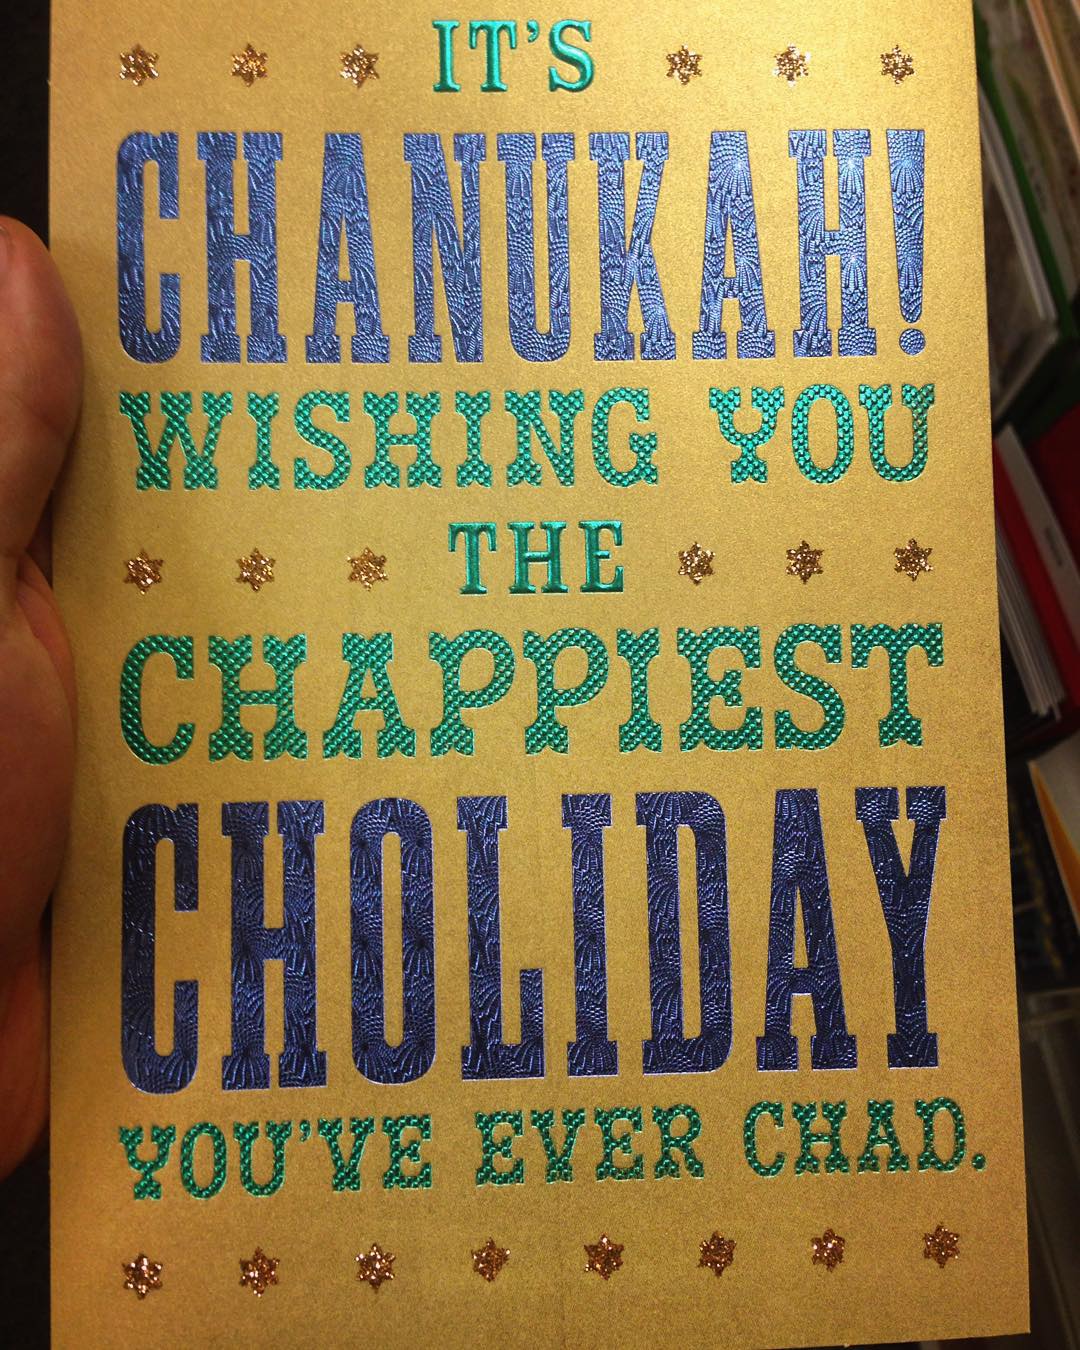 IT'S
CHANUKAH!
WISHING YOU
THE
CHAPPIEST
CHOLIDAY
YOU'VE EVER CHAD.